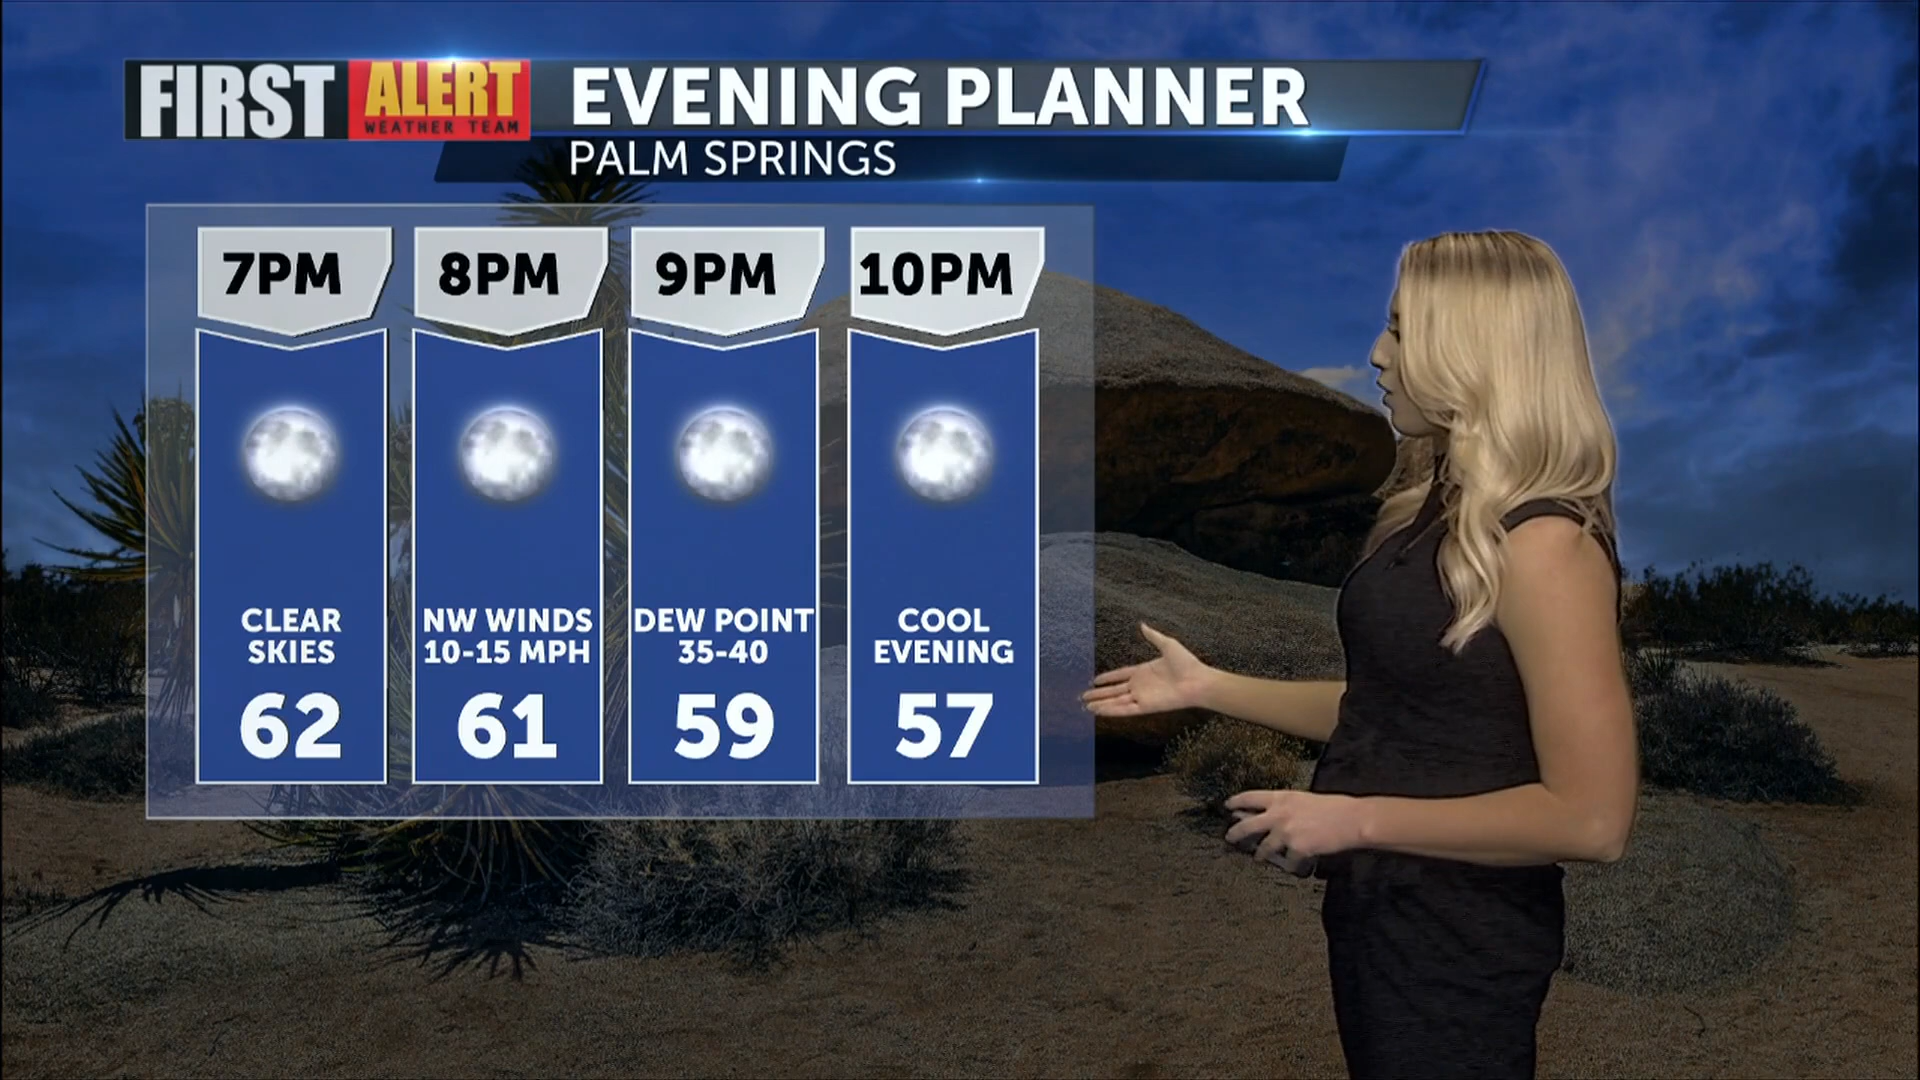 FIRST ALERT
WEATHER TEAM
EVENING PLANNER
PALM SPRINGS
7PM
8PM
9PM
10PM
CLEAR
SKIES
62
NW WINDS
10-15 MPH
61
DEW POINT
35-40
59
COOL
EVENING
57